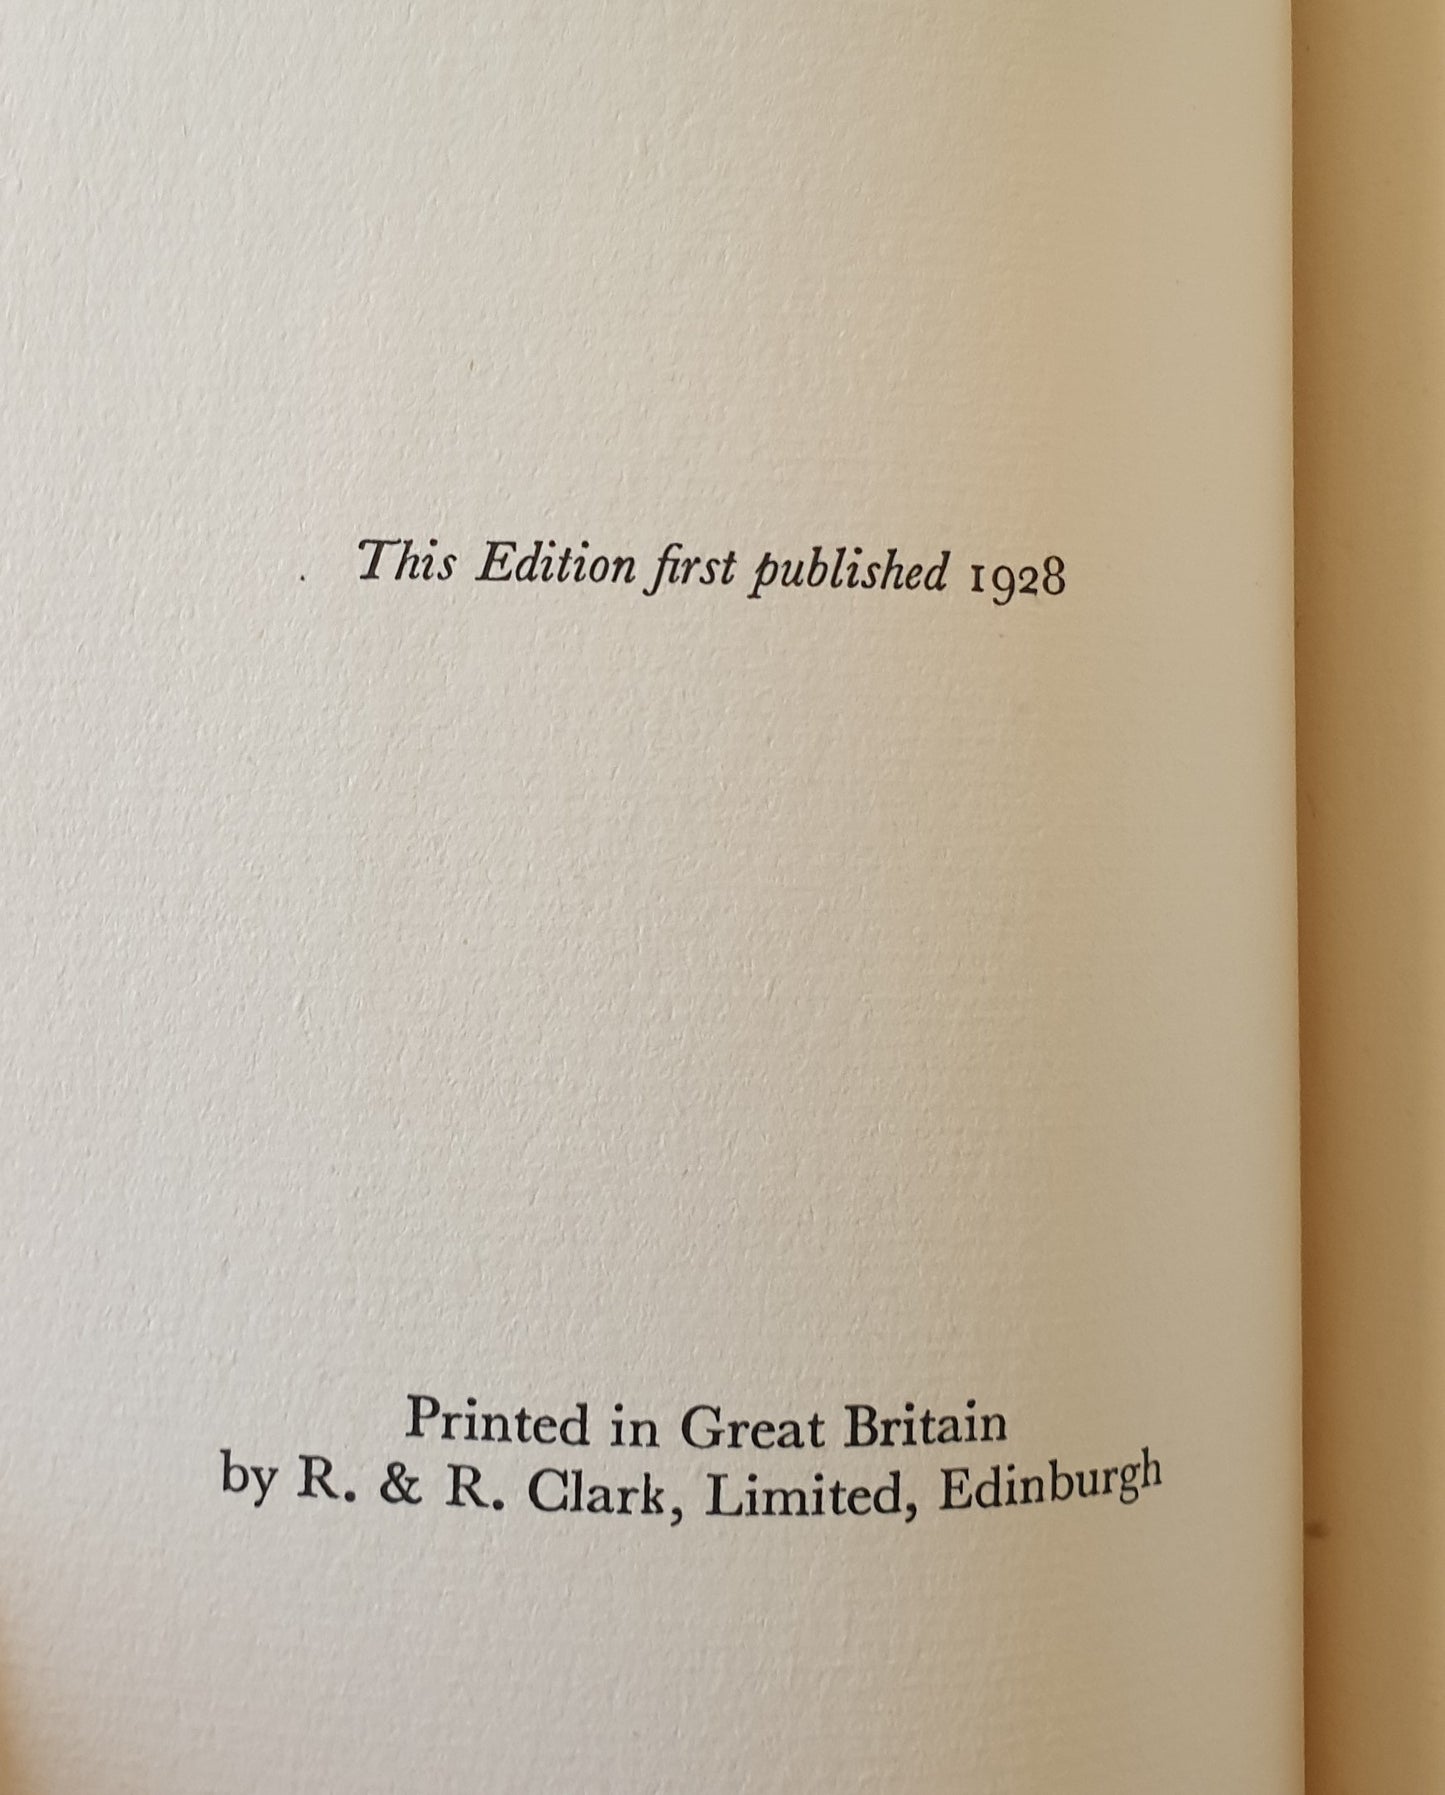 This Edition first published 1928
Printed in Great Britain
by R. & R. Clark, Limited, Edinburgh